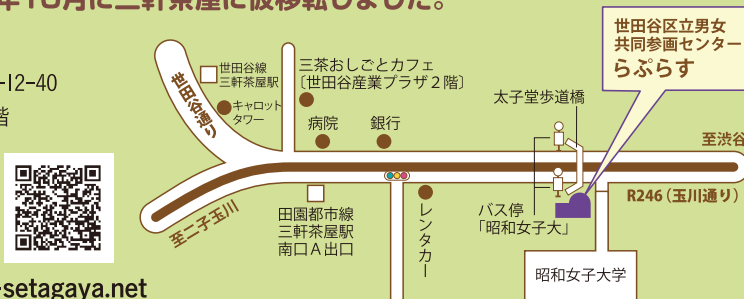 年10月に三軒茶屋に仮移転しました。
-12-40
階
世田谷区立男女
共同参画センター
らぷらす
世田谷線
三軒茶屋駅
キャロット
タワー
世田谷通り
三茶おしごとカフェ
〔世田谷産業プラザ2階〕
病院
銀行
太子堂歩道橋
至渋谷
R246（玉川通り）
至二子玉川
田園都市線
三軒茶屋駅
南口A出口
レンタカー
バス停
「昭和女子大」
昭和女子大学
-setagaya.net